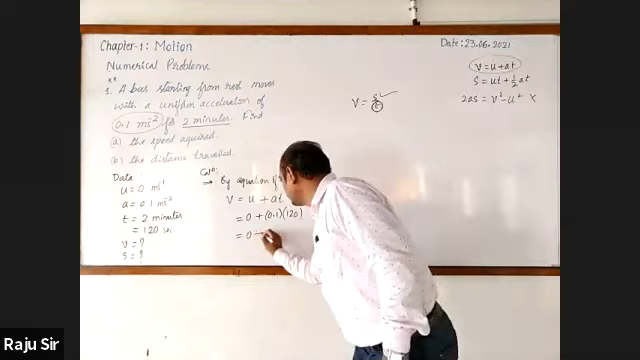 Chapter-1: Motion
Date: 23.06.2021
Numerical Problem
1. A bus starting from rest moves
with a uniform acceleration of
0.1 ms⁻² for 2 minutes. Find
(a) the speed aquired.
(b) the distance travelled.
Data:
u = 0 ms⁻¹
a = 0.1 ms⁻²
t = 2 minutes
= 120 sec
v = ?
s = ?
Solⁿ:
→ By equation of
v = u + at
= 0 + (0.1)(120)
= 0 +
v = s/t ✓
v = u + at
s = ut + ½ at
2as = v² - u² x
Raju Sir